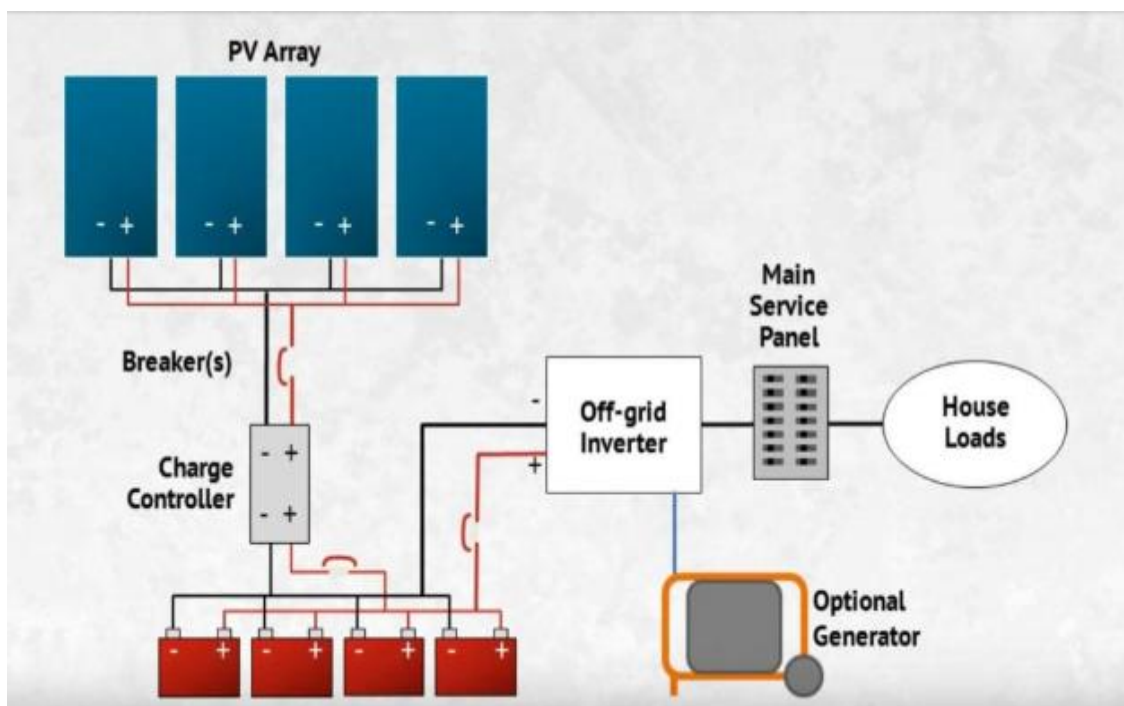 PV Array
- +
- +
- +
- +
Breaker(s)
Main
Service
Panel
- +
Charge
Controller
- +
-
+
Off-grid
Inverter
House
Loads
Optional
Generator
- +
- +
- +
- +